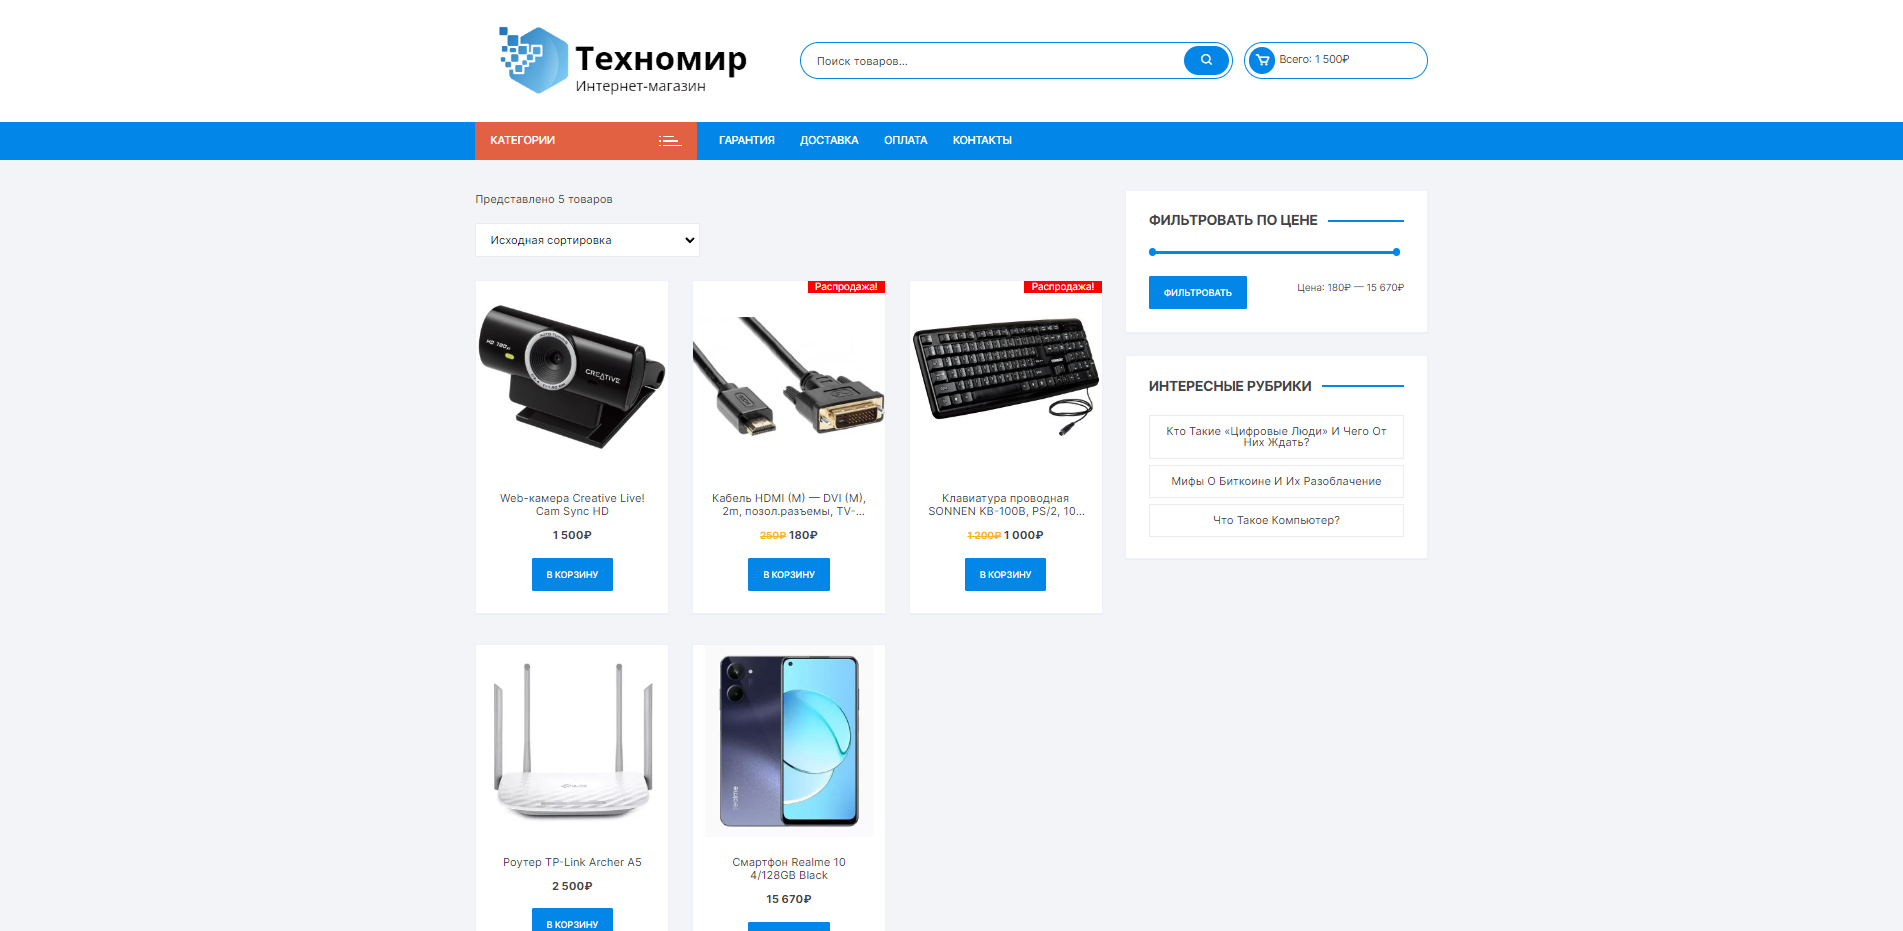 Техномир
Интернет-магазин
Поиск товаров...
Всего: 1 500₽
КАТЕГОРИИ
ГАРАНТИЯ
ДОСТАВКА
ОПЛАТА
КОНТАКТЫ
Представлено 5 товаров
Исходная сортировка
HD 720P
CREATIVE
Web-камера Creative Live!
Cam Sync HD
1 500₽
В КОРЗИНУ
Распродажа!
Кабель HDMI (M) — DVI (M),
2m, позол.разъемы, TV-...
250₽ 180₽
В КОРЗИНУ
Распродажа!
Клавиатура проводная
SONNEN KB-100B, PS/2, 10...
1 200₽ 1 000₽
В КОРЗИНУ
Роутер TP-Link Archer A5
2 500₽
В КОРЗИНУ
realme
Смартфон Realme 10
4/128GB Black
15 670₽
ФИЛЬТРОВАТЬ ПО ЦЕНЕ
ФИЛЬТРОВАТЬ
Цена: 180₽ — 15 670₽
ИНТЕРЕСНЫЕ РУБРИКИ
Кто Такие «Цифровые Люди» И Чего От
Них Ждать?
Мифы О Биткоине И Их Разоблачение
Что Такое Компьютер?